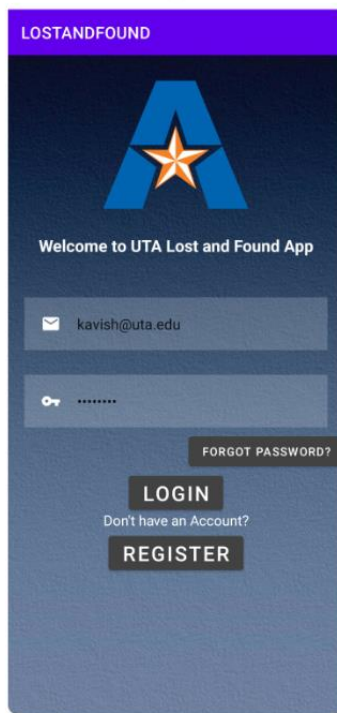 LOSTANDFOUND
Welcome to UTA Lost and Found App
kavish@uta.edu
••••••••
FORGOT PASSWORD?
LOGIN
Don't have an Account?
REGISTER